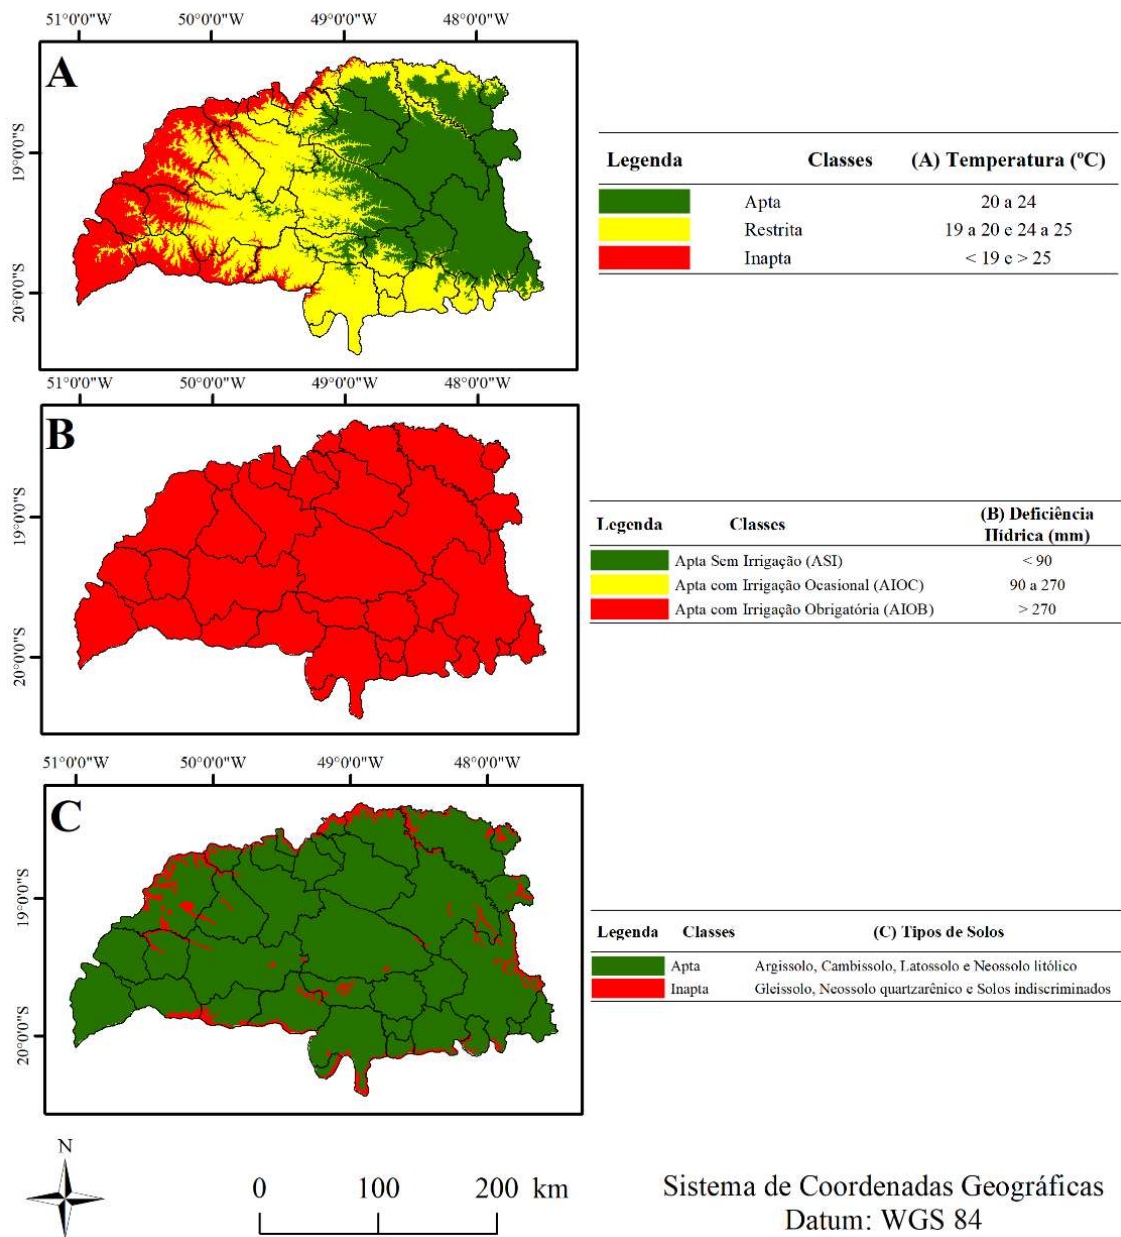 51°0'0"W 50°0'0"W 49°0'0"W 48°0'0"W
A
19°0'0"S
20°0'0"S
Legenda Classes (A) Temperatura (ºC)
Apta 20 a 24
Restrita 19 a 20 e 24 a 25
Inapta < 19 e > 25
51°0'0"W 50°0'0"W 49°0'0"W 48°0'0"W
B
19°0'0"S
20°0'0"S
Legenda Classes (B) Deficiência
Hídrica (mm)
Apta Sem Irrigação (ASI) < 90
Apta com Irrigação Ocasional (AIOC) 90 a 270
Apta com Irrigação Obrigatória (AIOB) > 270
51°0'0"W 50°0'0"W 49°0'0"W 48°0'0"W
C
19°0'0"S
20°0'0"S
Legenda Classes (C) Tipos de Solos
Apta Argissolo, Cambissolo, Latossolo e Neossolo litólico
Inapta Gleissolo, Neossolo quartzarênico e Solos indiscriminados
N
0 100 200 km
Sistema de Coordenadas Geográficas
Datum: WGS 84